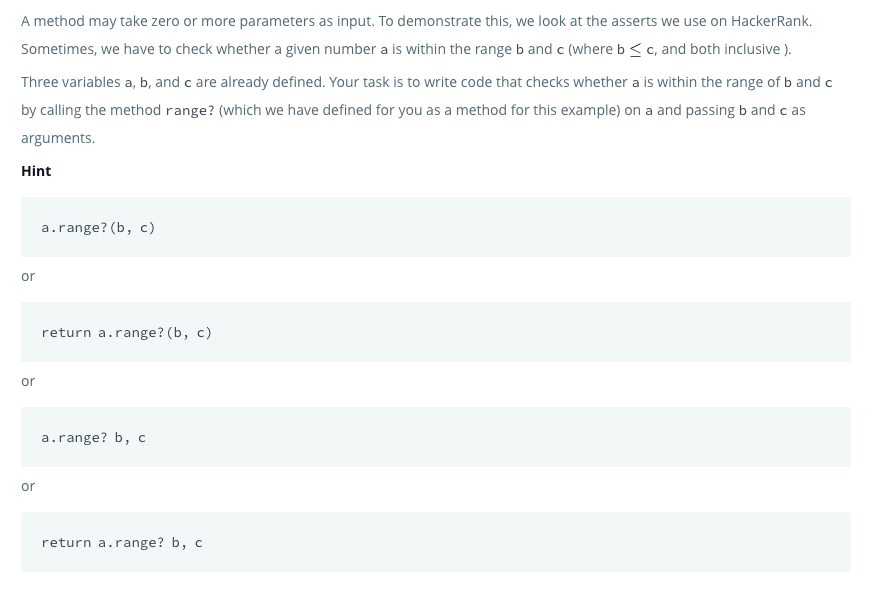 A method may take zero or more parameters as input. To demonstrate this, we look at the asserts we use on HackerRank.
Sometimes, we have to check whether a given number a is within the range b and c (where b ≤ c, and both inclusive ).
Three variables a, b, and c are already defined. Your task is to write code that checks whether a is within the range of b and c
by calling the method range? (which we have defined for you as a method for this example) on a and passing b and c as
arguments.
Hint
a.range?(b, c)
or
return a.range?(b, c)
or
a.range? b, c
or
return a.range? b, c